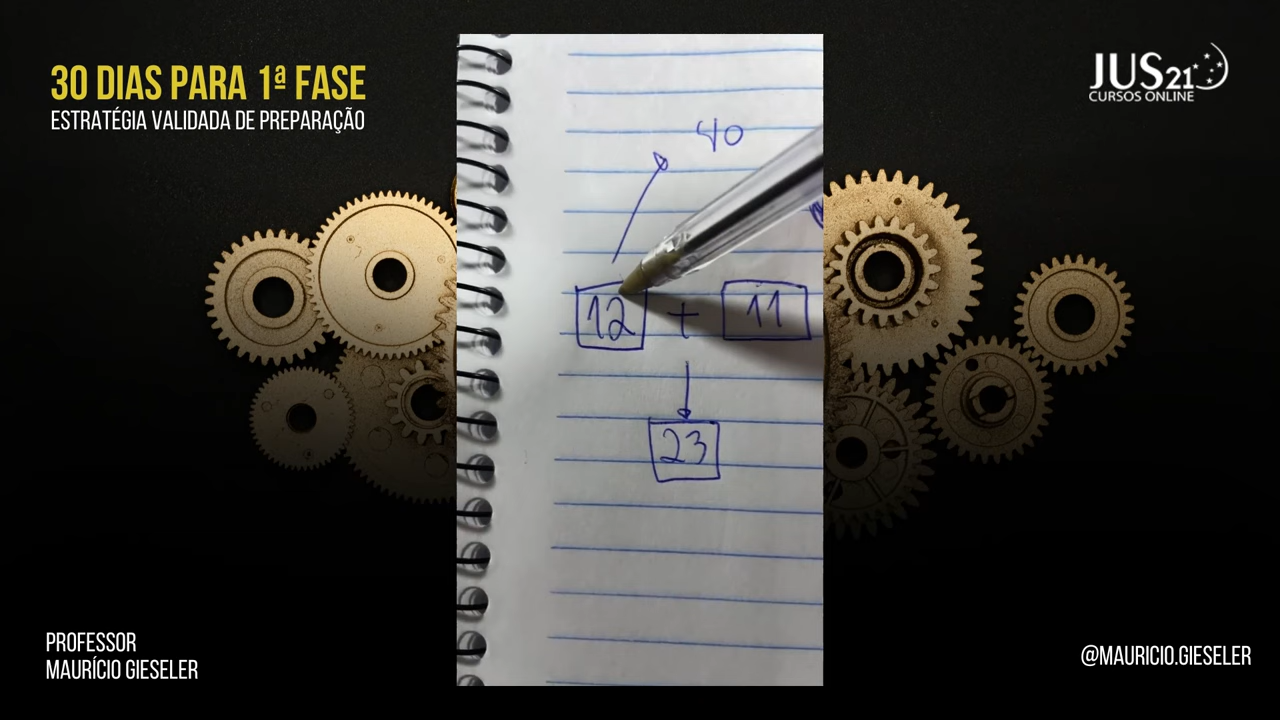 30 DIAS PARA 1ª FASE
ESTRATÉGIA VALIDADA DE PREPARAÇÃO
JUS21
CURSOS ONLINE
40
12 + 11
23
PROFESSOR
MAURÍCIO GIESELER
@MAURICIO.GIESELER